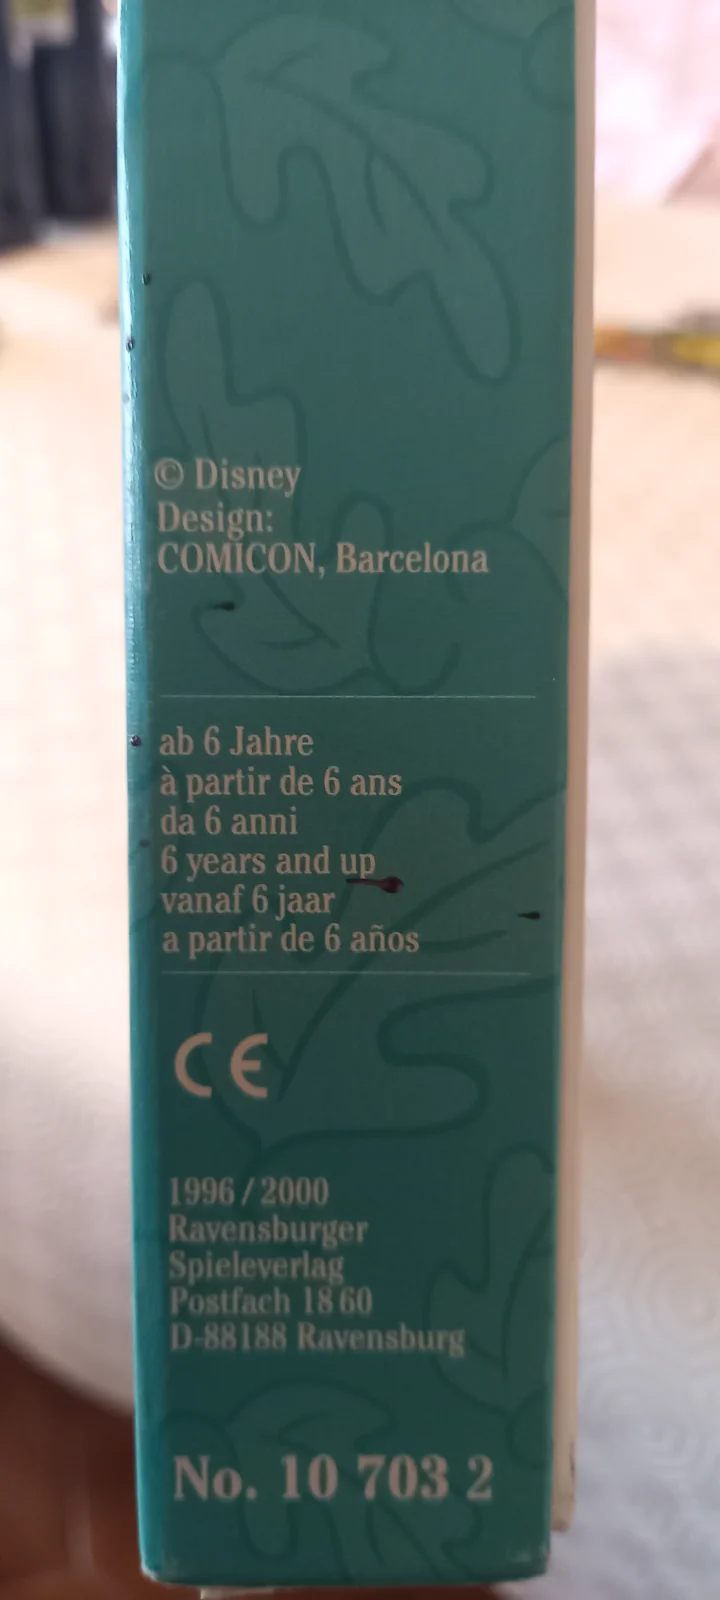 © Disney
Design:
COMICON, Barcelona
ab 6 Jahre
à partir de 6 ans
da 6 anni
6 years and up
vanaf 6 jaar
a partir de 6 años
CE
1996 / 2000
Ravensburger
Spieleverlag
Postfach 18 60
D-88188 Ravensburg
No. 10 703 2